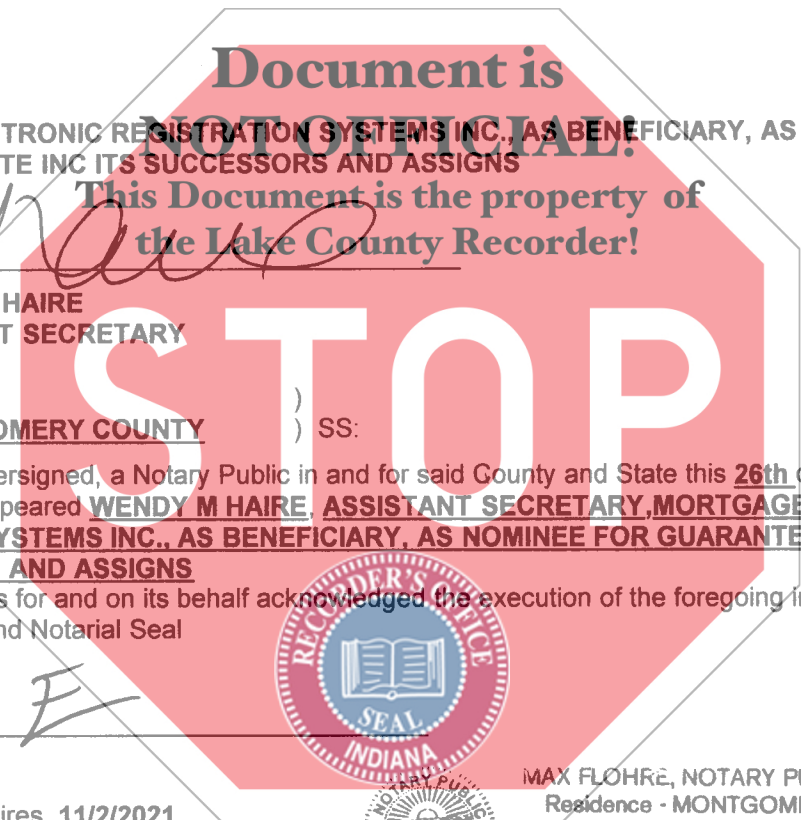 Document is
NOT OFFICIAL!
TRONIC REGISTRATION SYSTEMS INC., AS BENEFICIARY, AS
TE INC ITS SUCCESSORS AND ASSIGNS
This Document is the property of
the Lake County Recorder!
HAIRE
T SECRETARY
STOP
)
OMERY COUNTY ) SS:
ersigned, a Notary Public in and for said County and State this 26th
peared WENDY M HAIRE, ASSISTANT SECRETARY,MORTGAGE
YSTEMS INC., AS BENEFICIARY, AS NOMINEE FOR GUARANTE
AND ASSIGNS
s for and on its behalf acknowledged the execution of the foregoing i
nd Notarial Seal
RECORDER'S OFFICE
SEAL
INDIANA
NOTARY PUBLIC
MAX FLOHRE, NOTARY P
Residence - MONTGOM
ires 11/2/2021